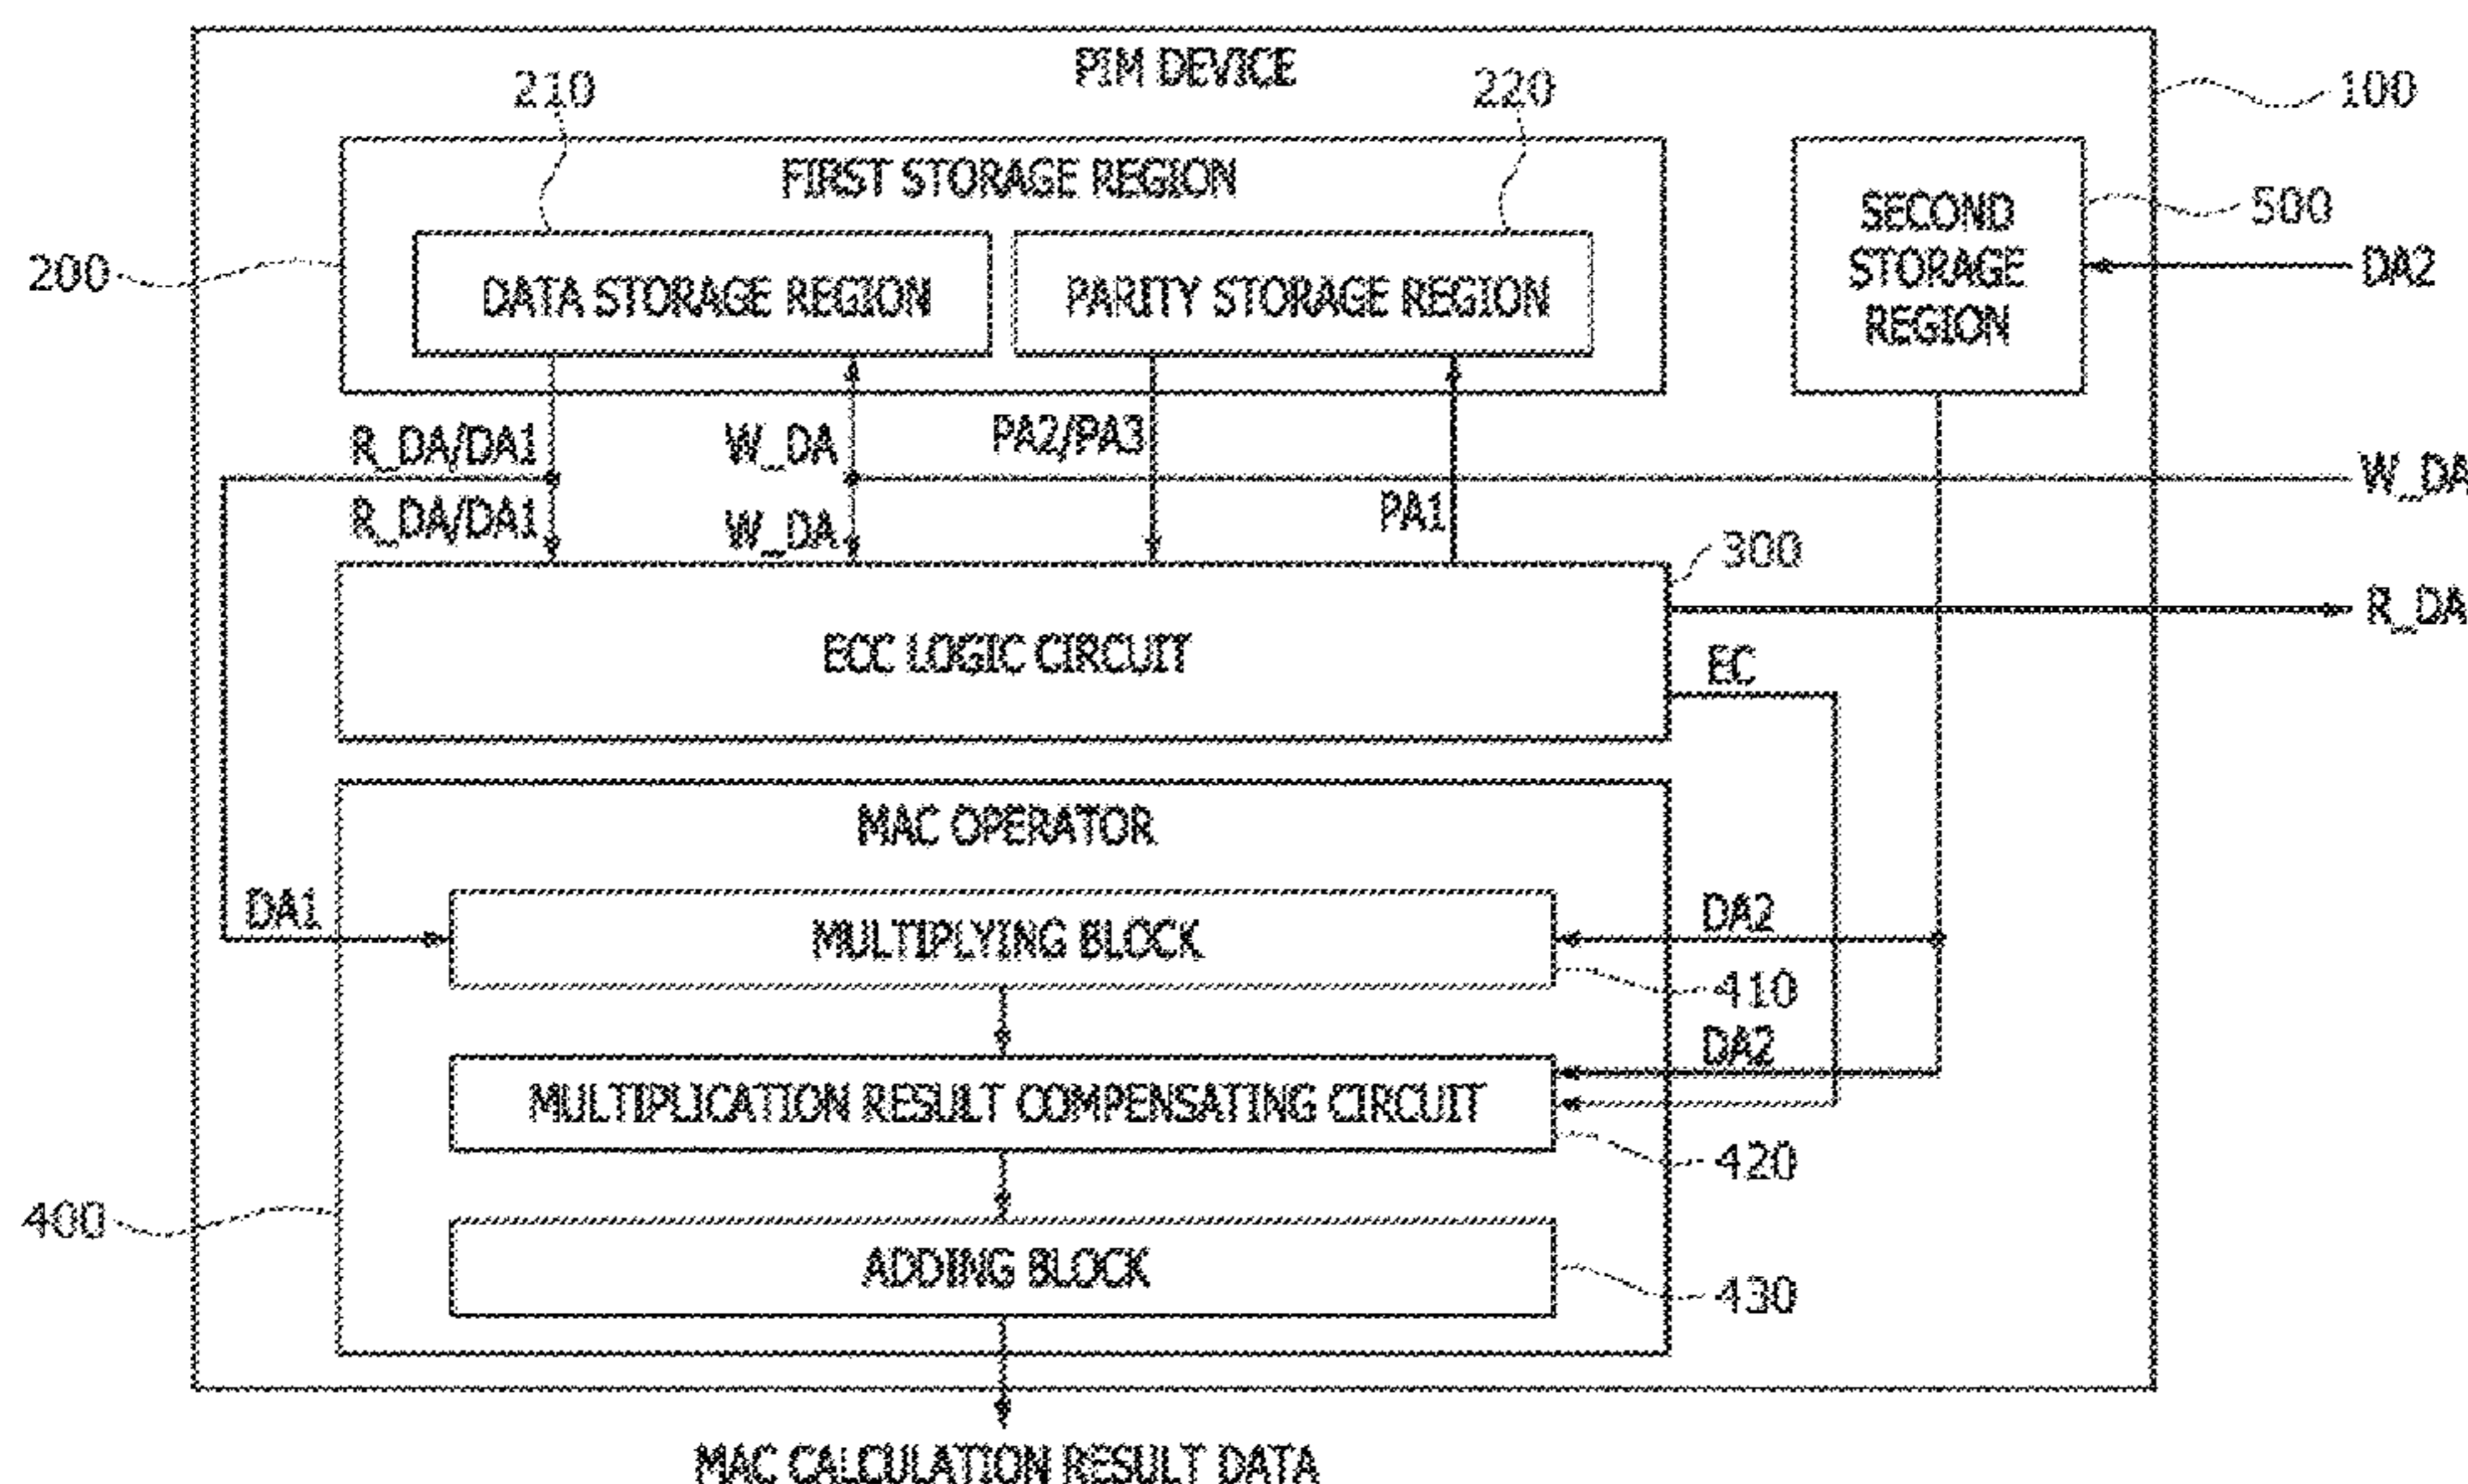 PIM DEVICE
210
220
100
FIRST STORAGE REGION
SECOND
STORAGE
REGION
500
DA2
200
DATA STORAGE REGION
PARITY STORAGE REGION
R_DA/DA1
W_DA
PA2/PA3
W_DA
R_DA/DA1
W_DA
PA1
300
R_DA
ECC LOGIC CIRCUIT
EC
MAC OPERATOR
DA1
MULTIPLYING BLOCK
DA2
410
DA2
MULTIPLICATION RESULT COMPENSATING CIRCUIT
420
400
ADDING BLOCK
430
MAC CALCULATION RESULT DATA